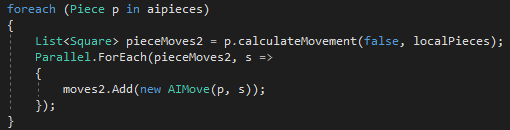 foreach (Piece p in aipieces)
{
List<Square> pieceMoves2 = p.calculateMovement(false, localPieces);
Parallel.ForEach(pieceMoves2, s =>
{
moves2.Add(new AIMove(p, s));
});
}